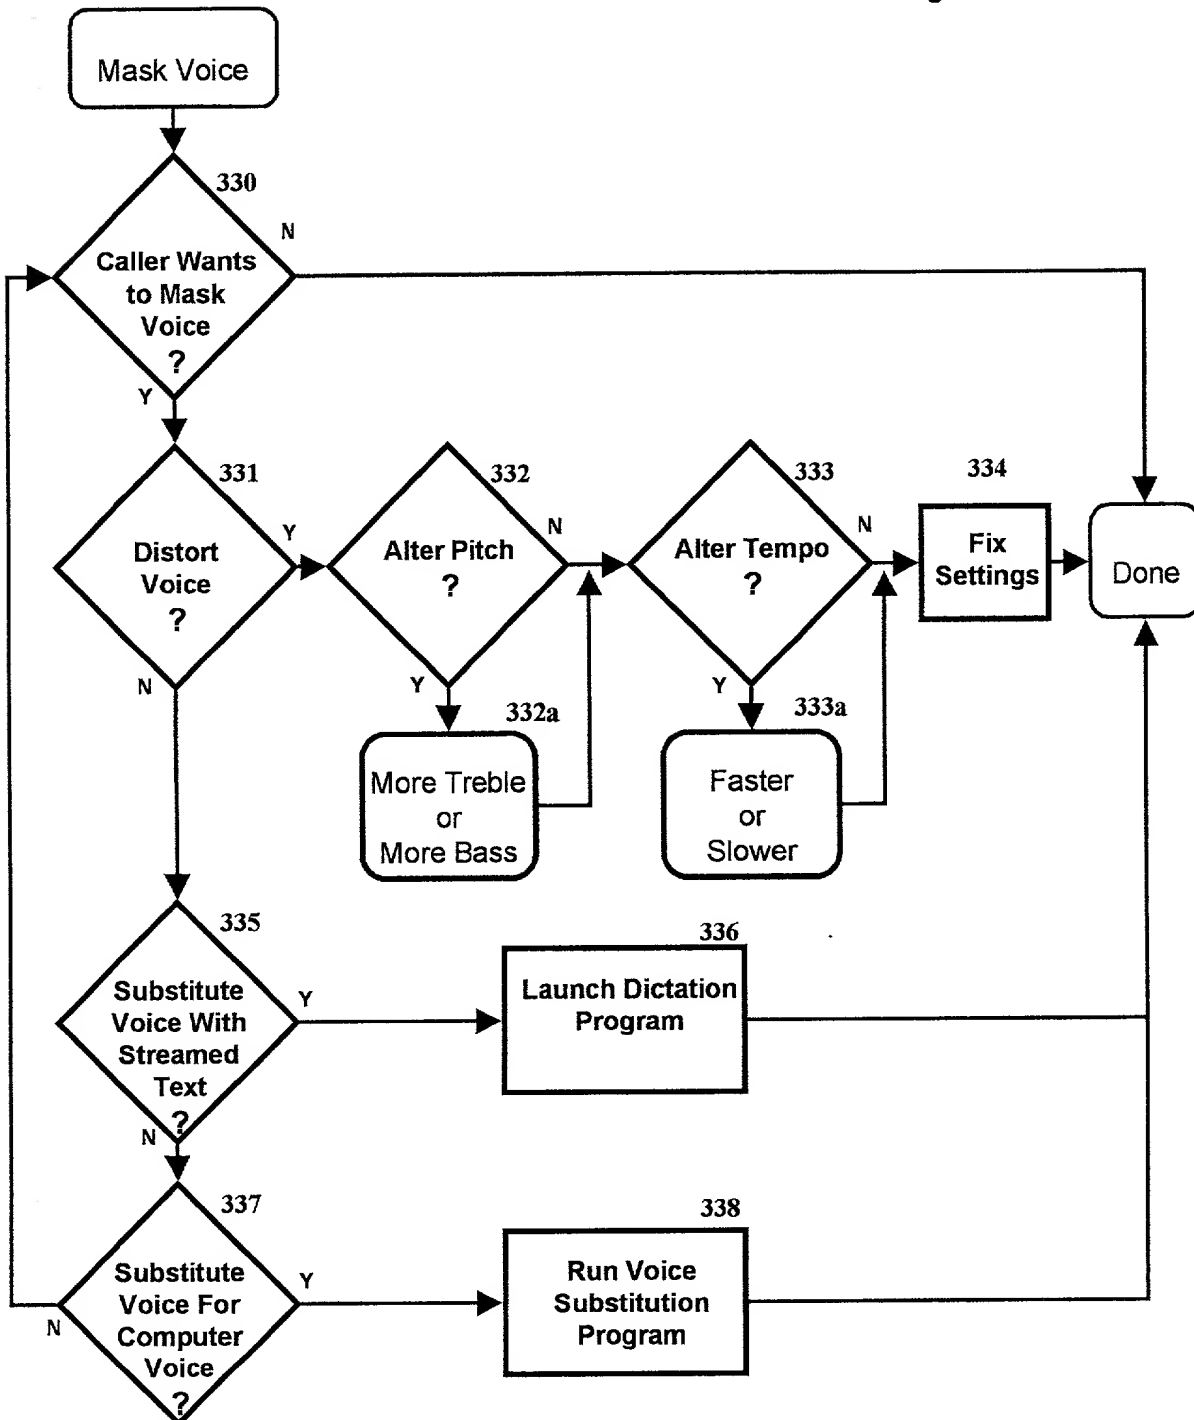 Mask Voice
330
N
Caller Wants
to Mask
Voice
?
Y
331
Y
Distort
Voice
?
N
332
N
Alter Pitch
?
Y
332a
More Treble
or
More Bass
333
N
Alter Tempo
?
Y
333a
Faster
or
Slower
334
Fix
Settings
Done
335
Y
Substitute
Voice With
Streamed
Text
?
N
336
Launch Dictation
Program
337
Y
Substitute
Voice For
Computer
Voice
?
N
338
Run Voice
Substitution
Program